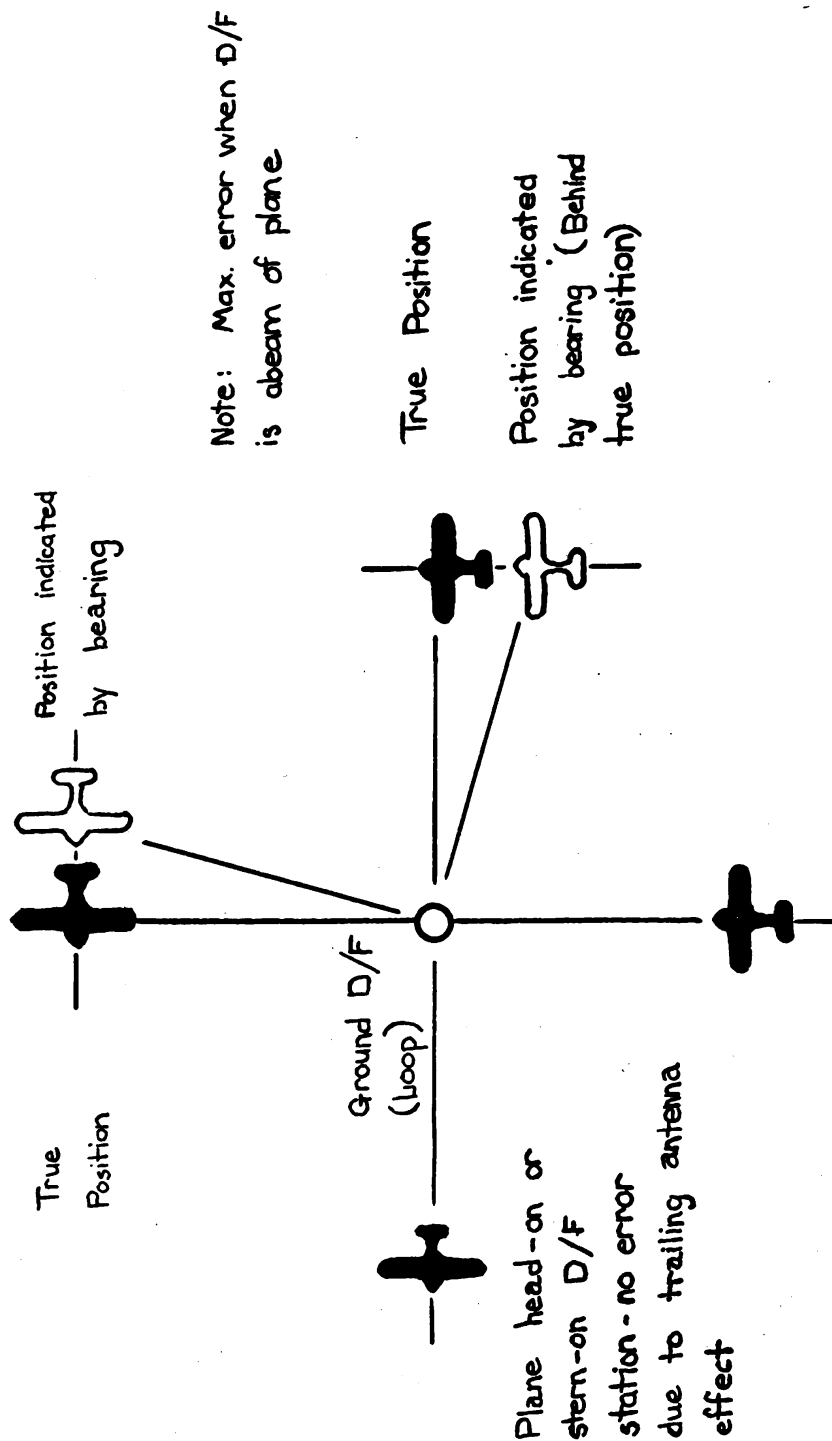 True
Position
Position indicated
by bearing
Note: Max. error when D/F
is abeam of plane
Ground D/F
(Loop)
True Position
Position indicated
by bearing (Behind
true position)
Plane head-on or
stern-on D/F
station-no error
due to trailing antenna
effect